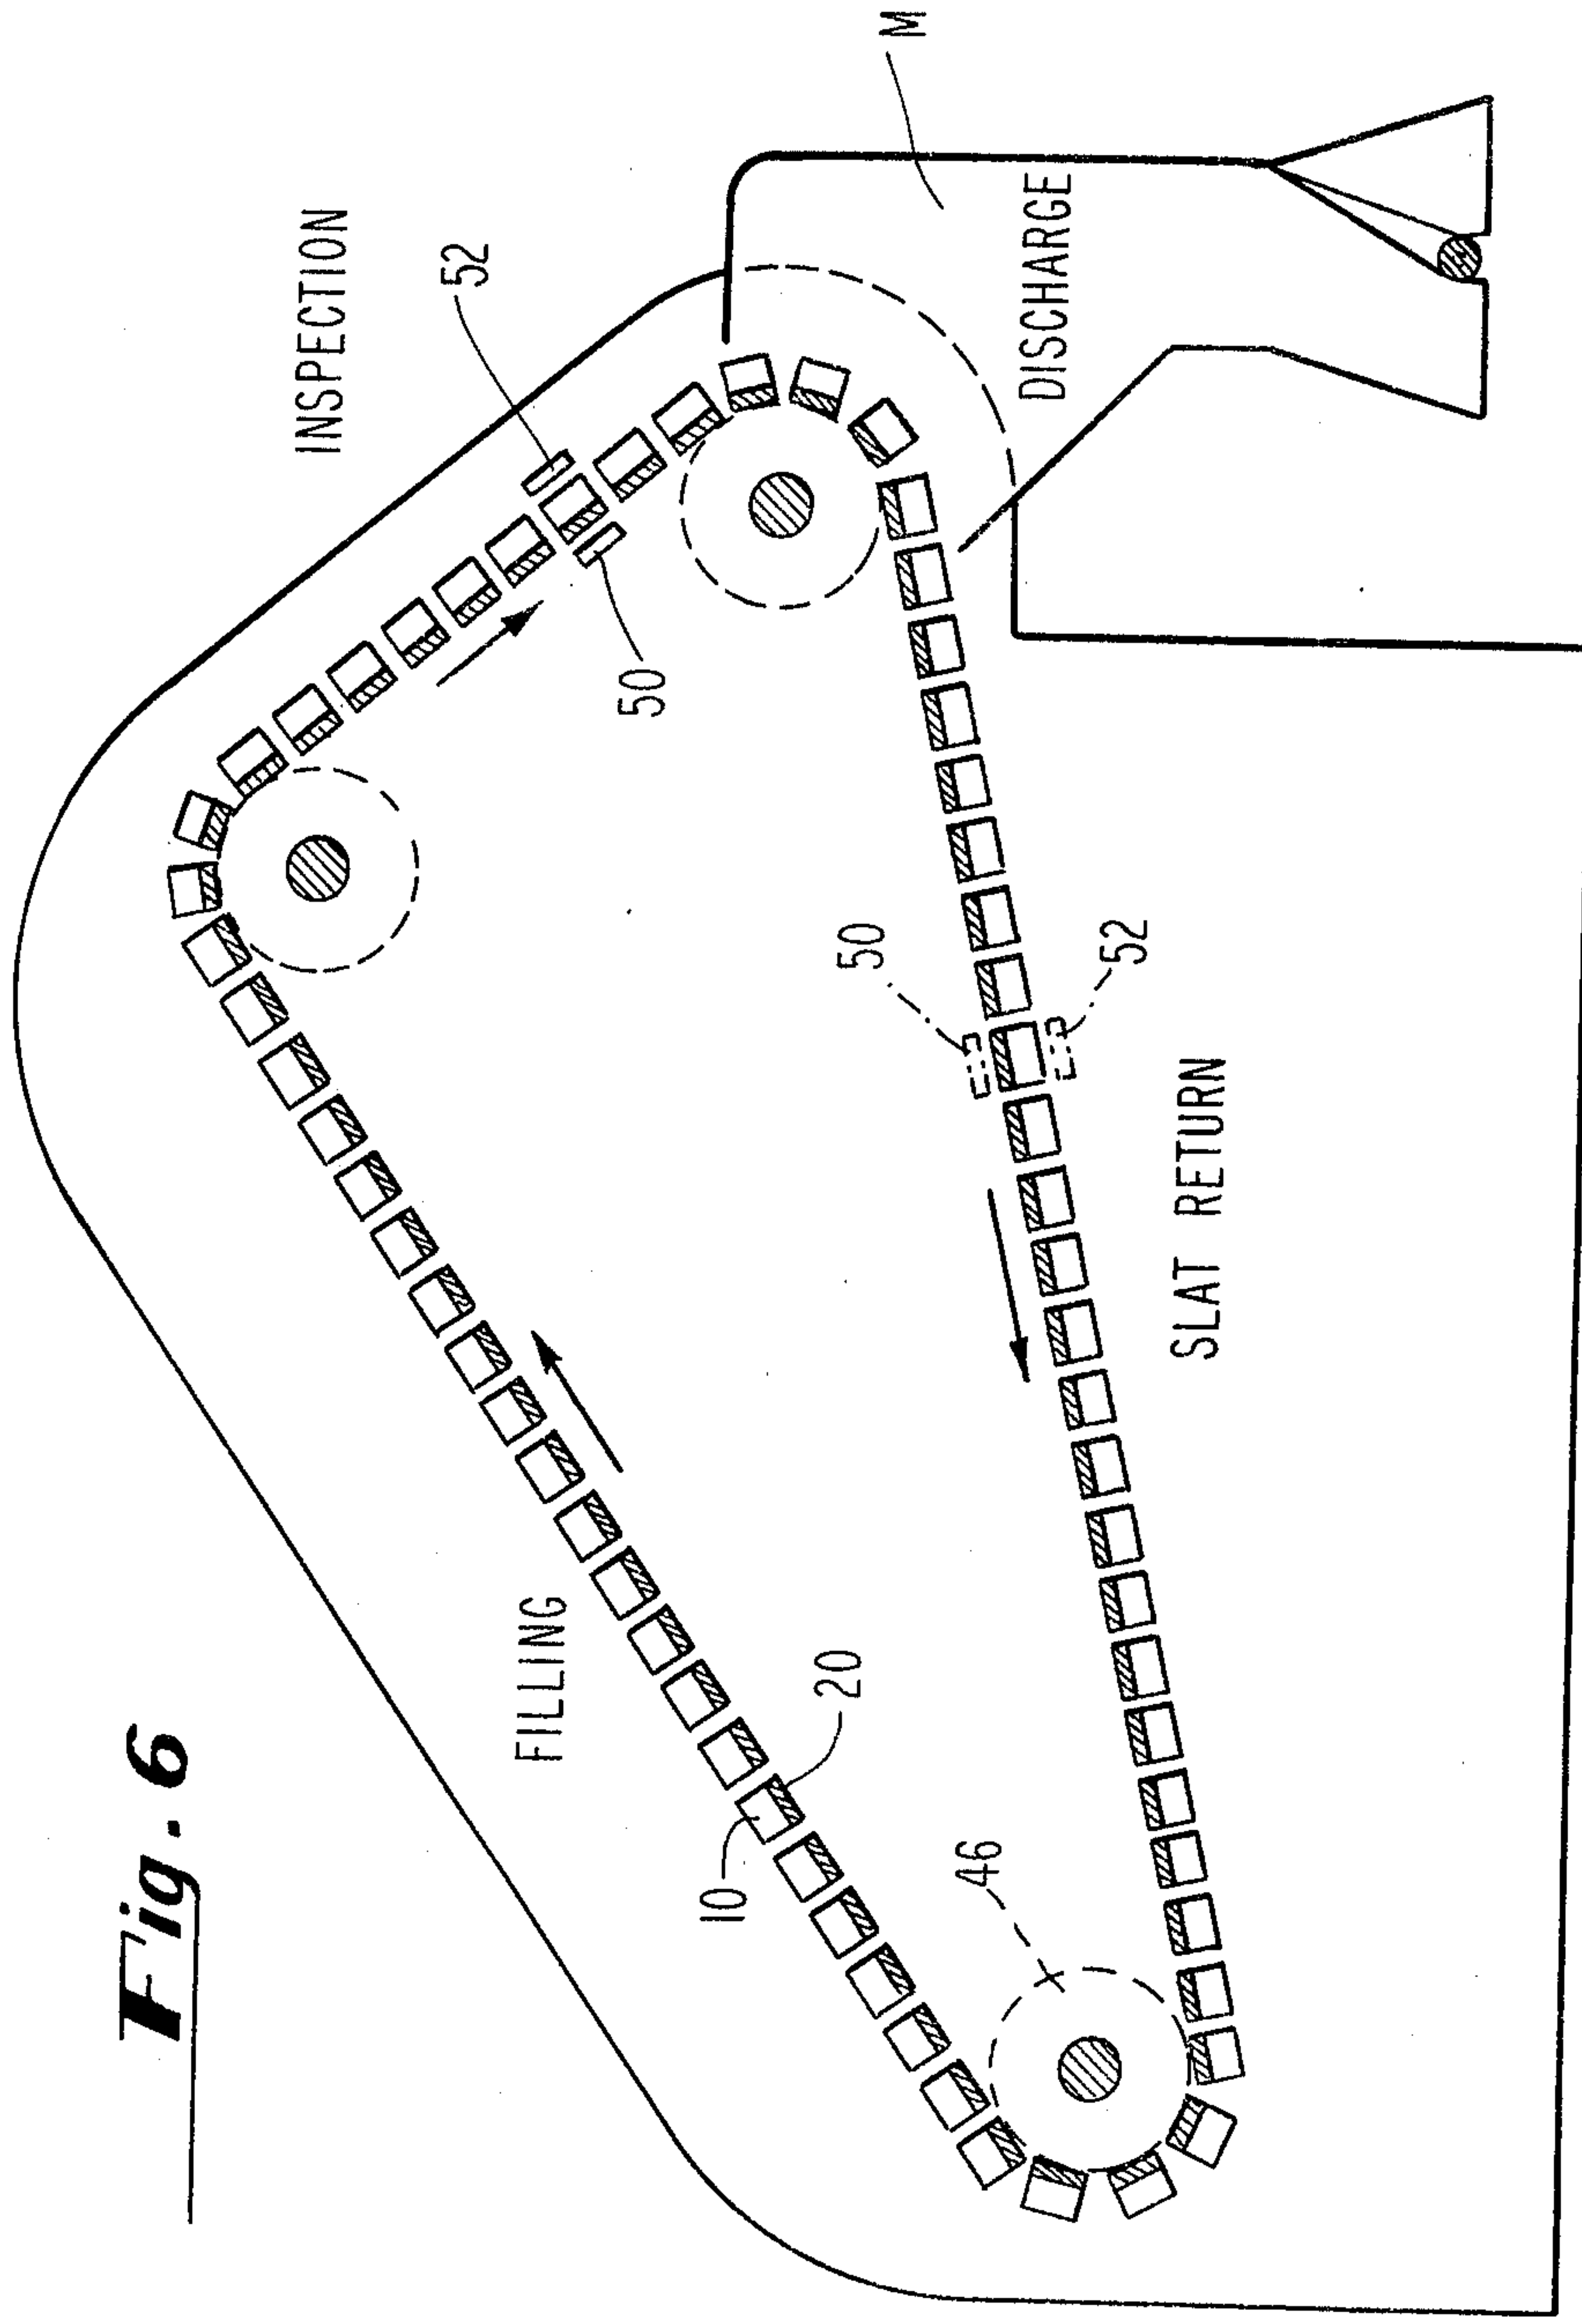 Fig. 6
INSPECTION
52
FILLING
50
10
20
M
50
DISCHARGE
46
52
SLAT RETURN